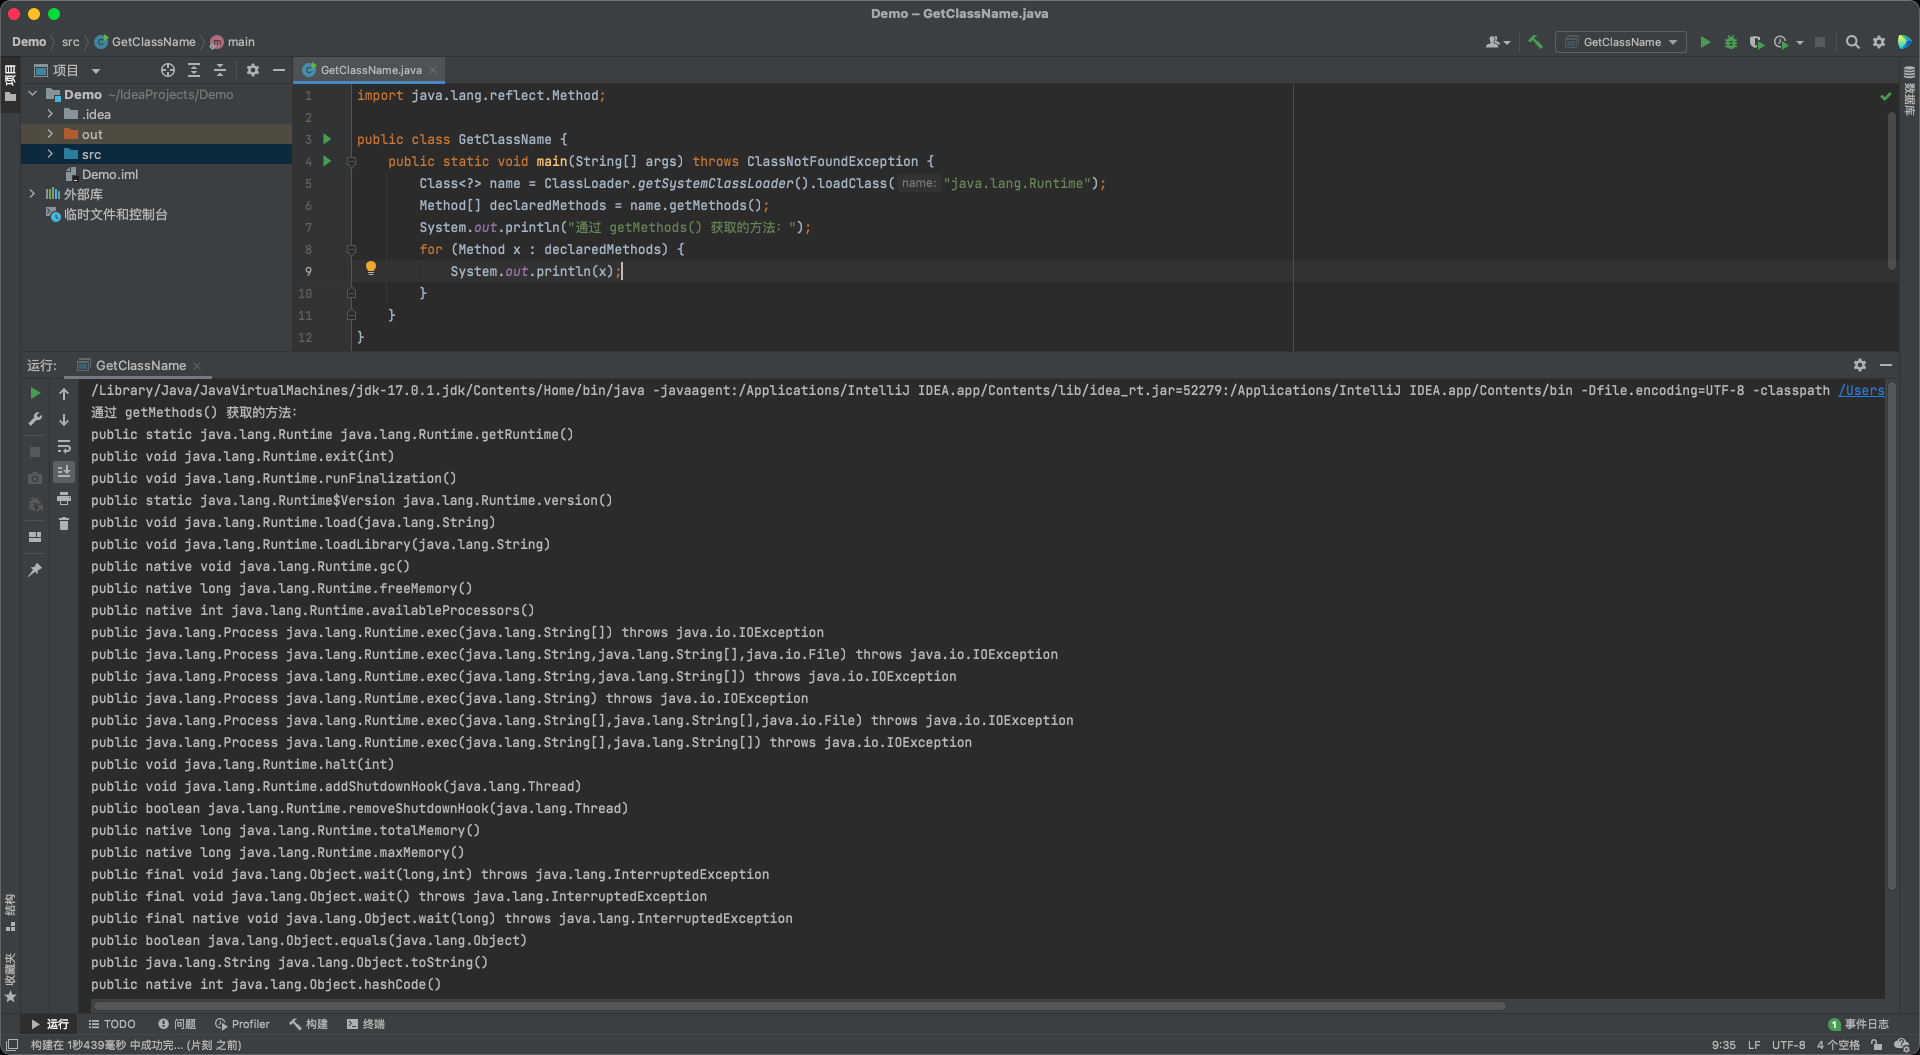 Demo – GetClassName.java
Demo src GetClassName main
GetClassName
项目
GetClassName.java
项目
数据库
Demo ~/IdeaProjects/Demo
.idea
out
src
Demo.iml
外部库
临时文件和控制台
1 import java.lang.reflect.Method;
2
3 public class GetClassName {
4 public static void main(String[] args) throws ClassNotFoundException {
5 Class<?> name = ClassLoader.getSystemClassLoader().loadClass( name: "java.lang.Runtime");
6 Method[] declaredMethods = name.getMethods();
7 System.out.println("通过 getMethods() 获取的方法：");
8 for (Method x : declaredMethods) {
9 System.out.println(x);
10 }
11 }
12 }
运行: GetClassName
/Library/Java/JavaVirtualMachines/jdk-17.0.1.jdk/Contents/Home/bin/java -javaagent:/Applications/IntelliJ IDEA.app/Contents/lib/idea_rt.jar=52279:/Applications/IntelliJ IDEA.app/Contents/bin -Dfile.encoding=UTF-8 -classpath /Users
通过 getMethods() 获取的方法：
public static java.lang.Runtime java.lang.Runtime.getRuntime()
public void java.lang.Runtime.exit(int)
public void java.lang.Runtime.runFinalization()
public static java.lang.Runtime$Version java.lang.Runtime.version()
public void java.lang.Runtime.load(java.lang.String)
public void java.lang.Runtime.loadLibrary(java.lang.String)
public native void java.lang.Runtime.gc()
public native long java.lang.Runtime.freeMemory()
public native int java.lang.Runtime.availableProcessors()
public java.lang.Process java.lang.Runtime.exec(java.lang.String[]) throws java.io.IOException
public java.lang.Process java.lang.Runtime.exec(java.lang.String,java.lang.String[],java.io.File) throws java.io.IOException
public java.lang.Process java.lang.Runtime.exec(java.lang.String,java.lang.String[]) throws java.io.IOException
public java.lang.Process java.lang.Runtime.exec(java.lang.String) throws java.io.IOException
public java.lang.Process java.lang.Runtime.exec(java.lang.String[],java.lang.String[],java.io.File) throws java.io.IOException
public java.lang.Process java.lang.Runtime.exec(java.lang.String[],java.lang.String[]) throws java.io.IOException
public void java.lang.Runtime.halt(int)
public void java.lang.Runtime.addShutdownHook(java.lang.Thread)
public boolean java.lang.Runtime.removeShutdownHook(java.lang.Thread)
public native long java.lang.Runtime.totalMemory()
public native long java.lang.Runtime.maxMemory()
public final void java.lang.Object.wait(long,int) throws java.lang.InterruptedException
public final void java.lang.Object.wait() throws java.lang.InterruptedException
public final native void java.lang.Object.wait(long) throws java.lang.InterruptedException
public boolean java.lang.Object.equals(java.lang.Object)
public java.lang.String java.lang.Object.toString()
public native int java.lang.Object.hashCode()
结构
收藏夹
运行 TODO 问题 Profiler 构建 终端 1 事件日志
构建在 1秒439毫秒 中成功完... (片刻 之前) 9:35 LF UTF-8 4 个空格